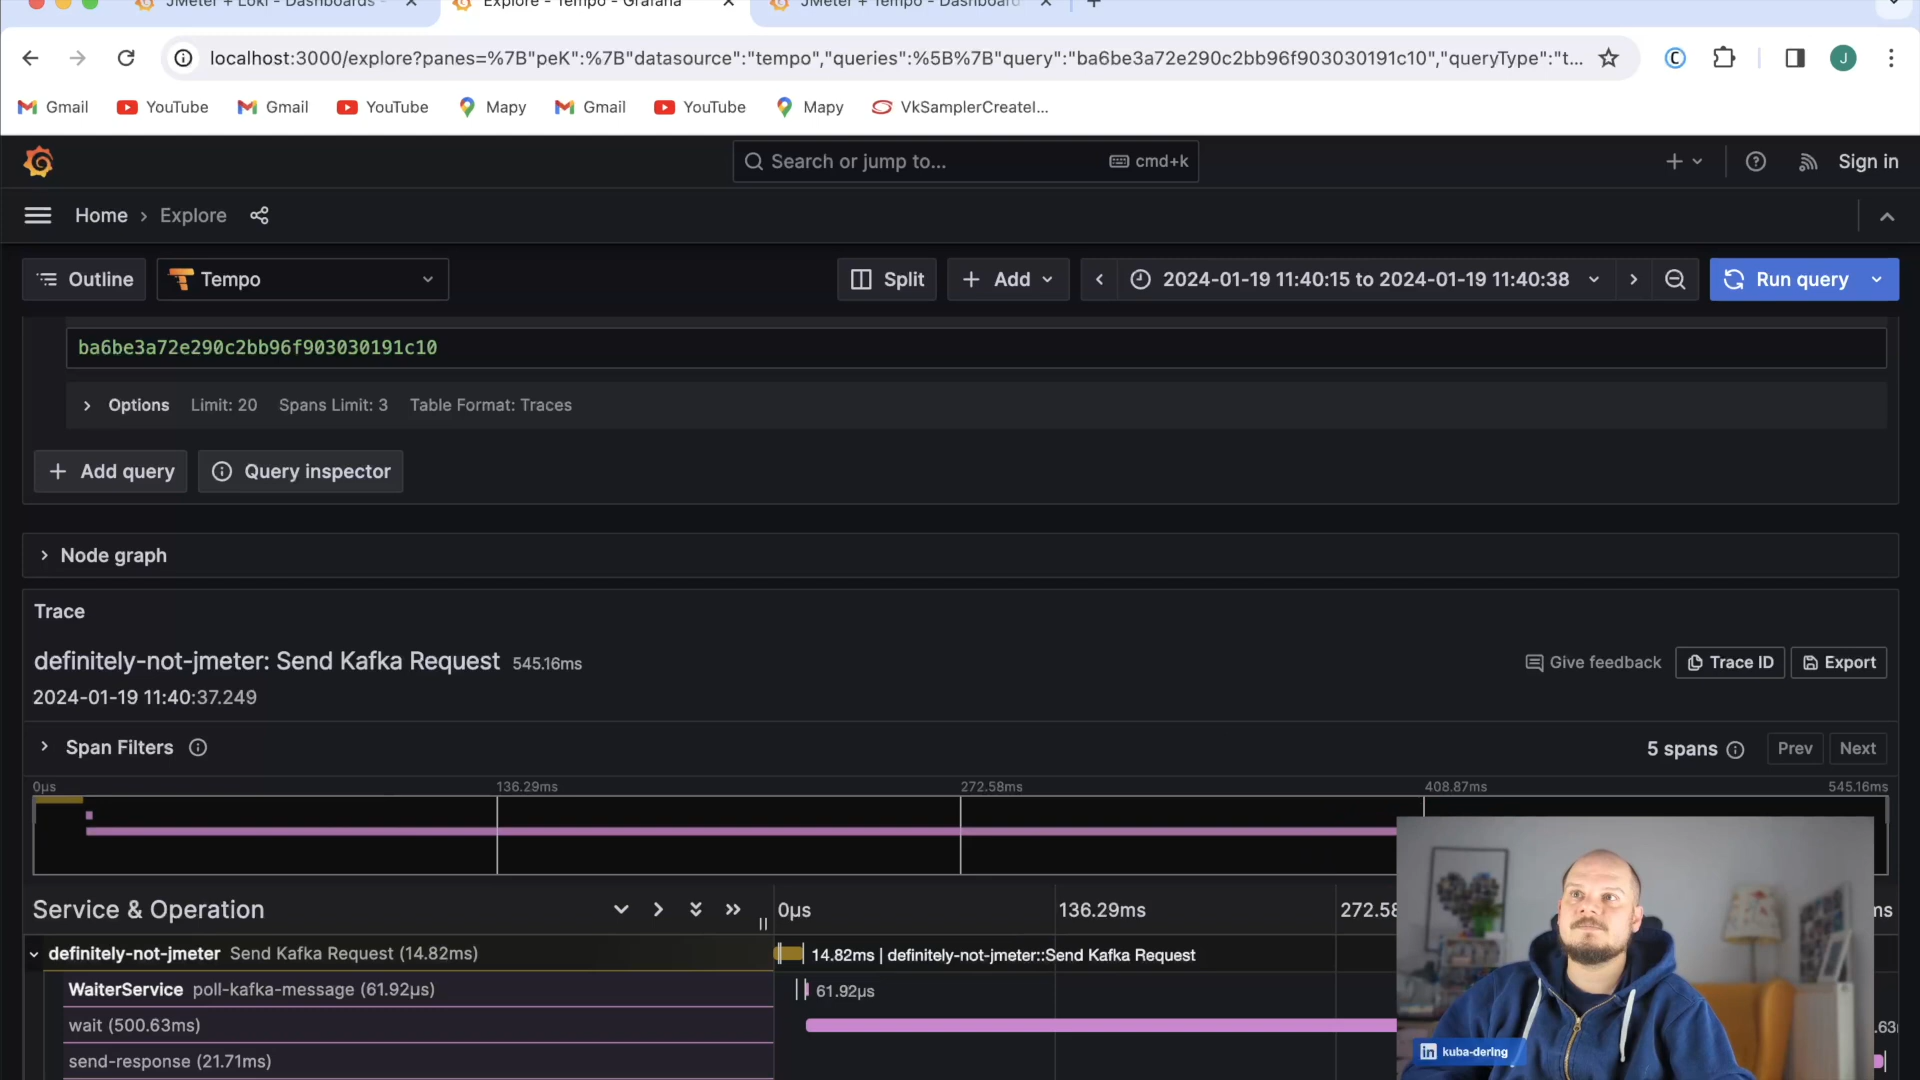 JMeter + Loki - Dashboards -
Explore - Tempo - Grafana
JMeter + Tempo - Dashboard
localhost:3000/explore?panes=%7B"peK":%7B"datasource":"tempo","queries":%5B%7B"query":"ba6be3a72e290c2bb96f903030191c10","queryType":"t...
J
Gmail YouTube Gmail YouTube Mapy Gmail YouTube Mapy VkSamplerCreateI...
Search or jump to... cmd+k
Sign in
Home › Explore
Outline
Tempo
Split
+ Add
2024-01-19 11:40:15 to 2024-01-19 11:40:38
Run query
ba6be3a72e290c2bb96f903030191c10
Options Limit: 20 Spans Limit: 3 Table Format: Traces
+ Add query
Query inspector
Node graph
Trace
definitely-not-jmeter: Send Kafka Request 545.16ms
Give feedback
Trace ID
Export
2024-01-19 11:40:37.249
Span Filters
5 spans
Prev
Next
0μs 136.29ms 272.58ms 408.87ms 545.16ms
Service & Operation
0μs 136.29ms 272.58 ns
definitely-not-jmeter Send Kafka Request (14.82ms)
14.82ms | definitely-not-jmeter::Send Kafka Request
WaiterService poll-kafka-message (61.92μs)
61.92μs
wait (500.63ms)
.63
send-response (21.71ms)
in kuba-dering